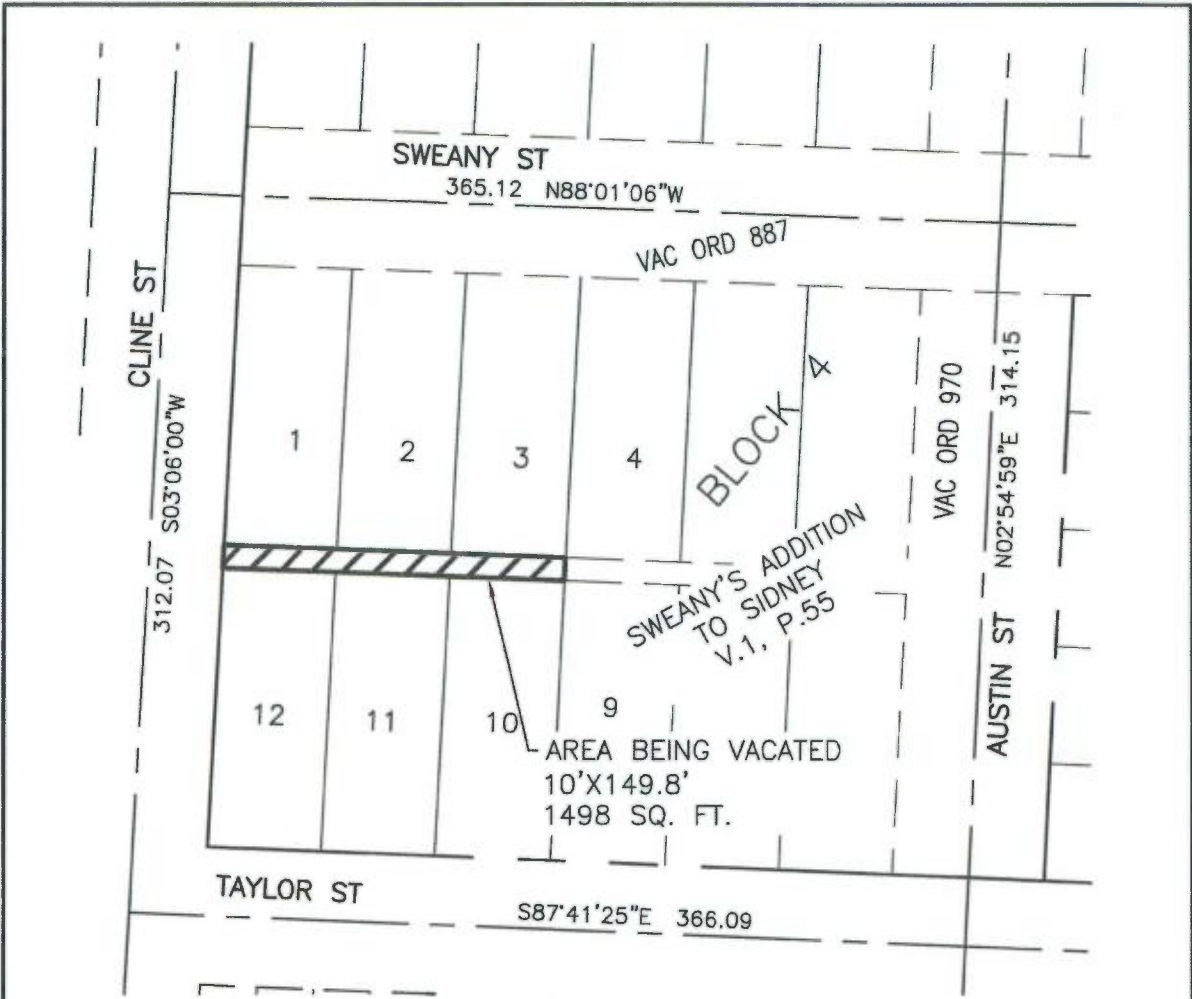 SWEANY ST
365.12 N88°01'06"W
VAC ORD 887
CLINE ST
312.07 S03°06'00"W
1
2
3
4
BLOCK 4
VAC ORD 970
N02°54'59"E 314.15
AUSTIN ST
SWEANY'S ADDITION
TO SIDNEY
V.1, P.55
12
11
10
9
AREA BEING VACATED
10'X149.8'
1498 SQ. FT.
TAYLOR ST
S87°41'25"E 366.09